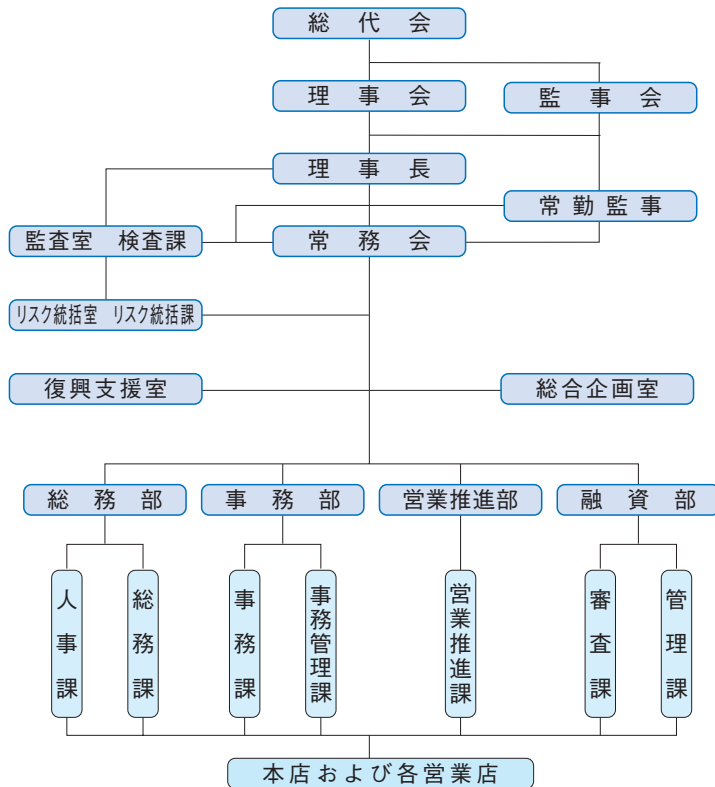 総代会
理事会
監事会
理事長
常勤監事
監査室　検査課
常務会
リスク統括室　リスク統括課
復興支援室
総合企画室
総務部
事務部
営業推進部
融資部
人事課
総務課
事務課
事務管理課
営業推進課
審査課
管理課
本店および各営業店